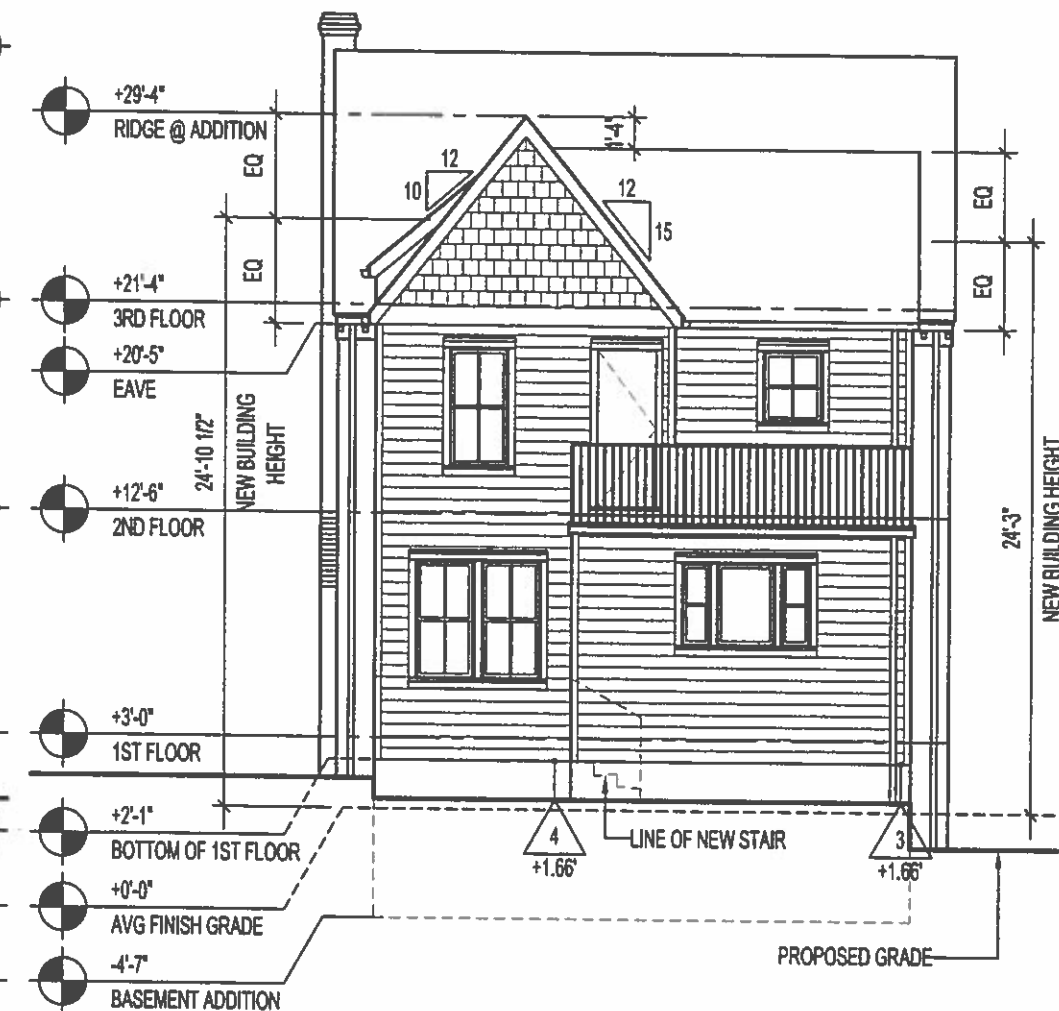 +29'-4"
RIDGE @ ADDITION
EQ
EQ
12
10
12
15
1'-4"
EQ
EQ
+21'-4"
3RD FLOOR
+20'-5"
EAVE
24'-10 1/2"
NEW BUILDING
HEIGHT
+12'-6"
2ND FLOOR
24'-3"
NEW BUILDING HEIGHT
+3'-0"
1ST FLOOR
+2'-1"
BOTTOM OF 1ST FLOOR
4
+1.66'
LINE OF NEW STAIR
3
+1.66'
+0'-0"
AVG FINISH GRADE
PROPOSED GRADE
-4'-7"
BASEMENT ADDITION